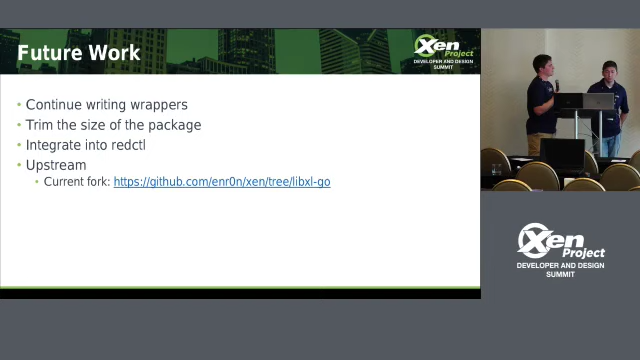 Future Work
Xen
Project
DEVELOPER AND DESIGN
SUMMIT
• Continue writing wrappers
• Trim the size of the package
• Integrate into redctl
• Upstream
• Current fork: https://github.com/enr0n/xen/tree/libxl-go
Xen
Project
DEVELOPER AND DESIGN
SUMMIT